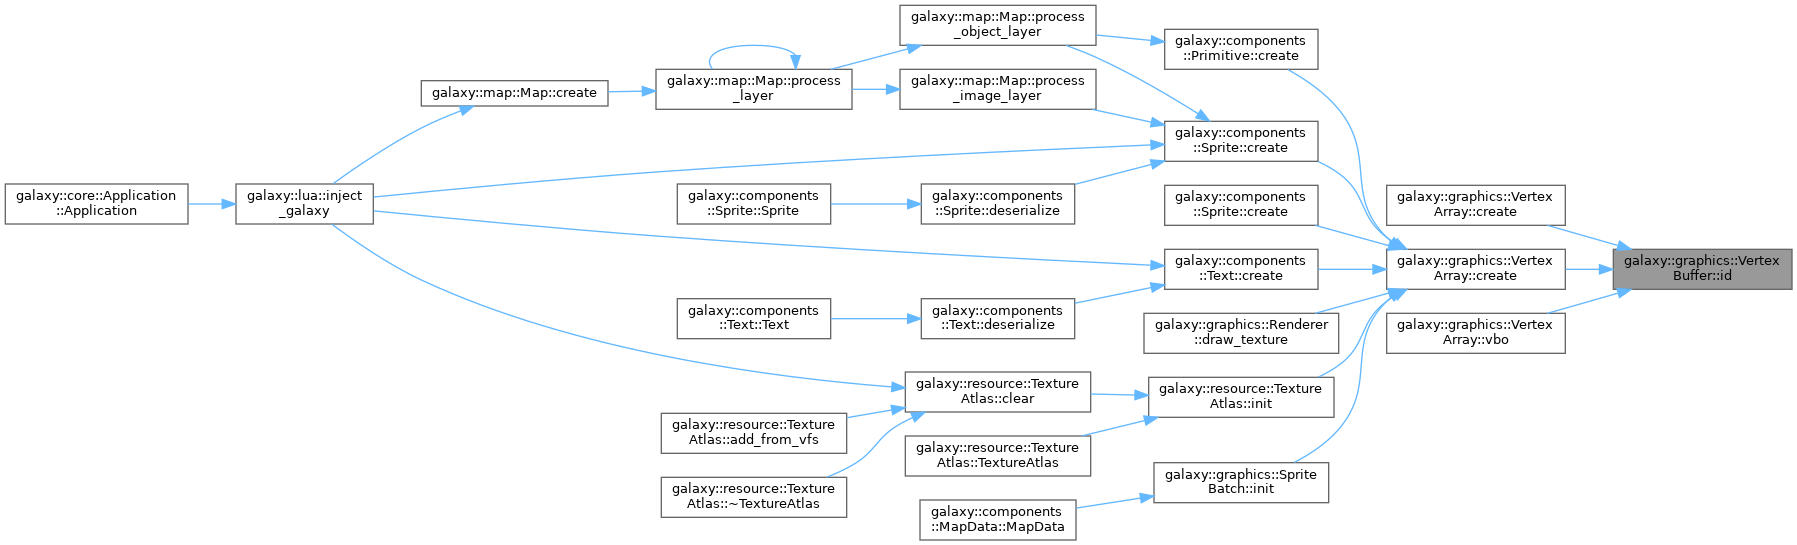 galaxy::map::Map::process
_object_layer
galaxy::components
::Primitive::create
galaxy::map::Map::process
_layer
galaxy::map::Map::process
_image_layer
galaxy::map::Map::create
galaxy::components
::Sprite::create
galaxy::core::Application
::Application
galaxy::lua::inject
_galaxy
galaxy::components
::Sprite::Sprite
galaxy::components
::Sprite::deserialize
galaxy::components
::Sprite::create
galaxy::graphics::Vertex
Array::create
galaxy::components
::Text::create
galaxy::graphics::Vertex
Array::create
galaxy::graphics::Vertex
Buffer::id
galaxy::components
::Text::Text
galaxy::components
::Text::deserialize
galaxy::graphics::Renderer
::draw_texture
galaxy::graphics::Vertex
Array::vbo
galaxy::resource::Texture
Atlas::clear
galaxy::resource::Texture
Atlas::init
galaxy::resource::Texture
Atlas::add_from_vfs
galaxy::resource::Texture
Atlas::TextureAtlas
galaxy::resource::Texture
Atlas::~TextureAtlas
galaxy::graphics::Sprite
Batch::init
galaxy::components
::MapData::MapData